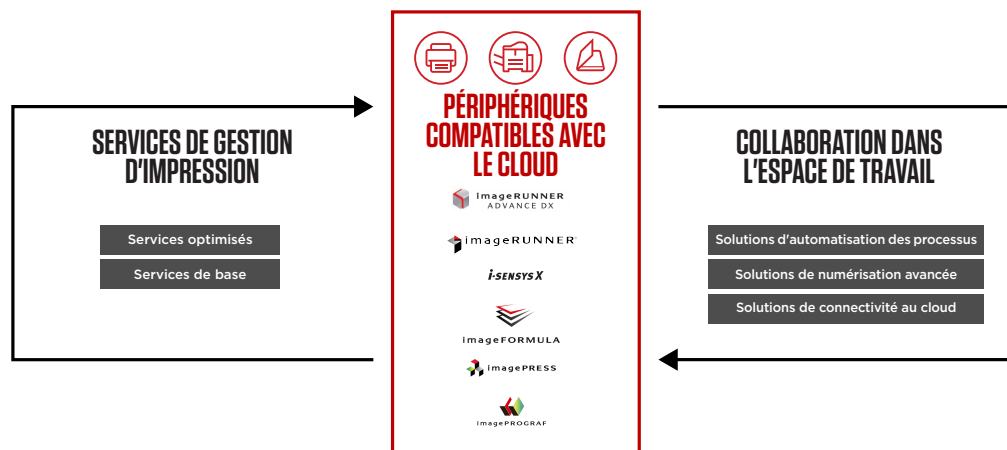 SERVICES DE GESTION
D'IMPRESSION
Services optimisés
Services de base
PÉRIPHÉRIQUES
COMPATIBLES AVEC
LE CLOUD
imageRUNNER
ADVANCE DX
imageRUNNER®
i-SENSYS X
imageFORMULA
imagePRESS
imagePROGRAF
COLLABORATION DANS
L'ESPACE DE TRAVAIL
Solutions d'automatisation des processus
Solutions de numérisation avancée
Solutions de connectivité au cloud